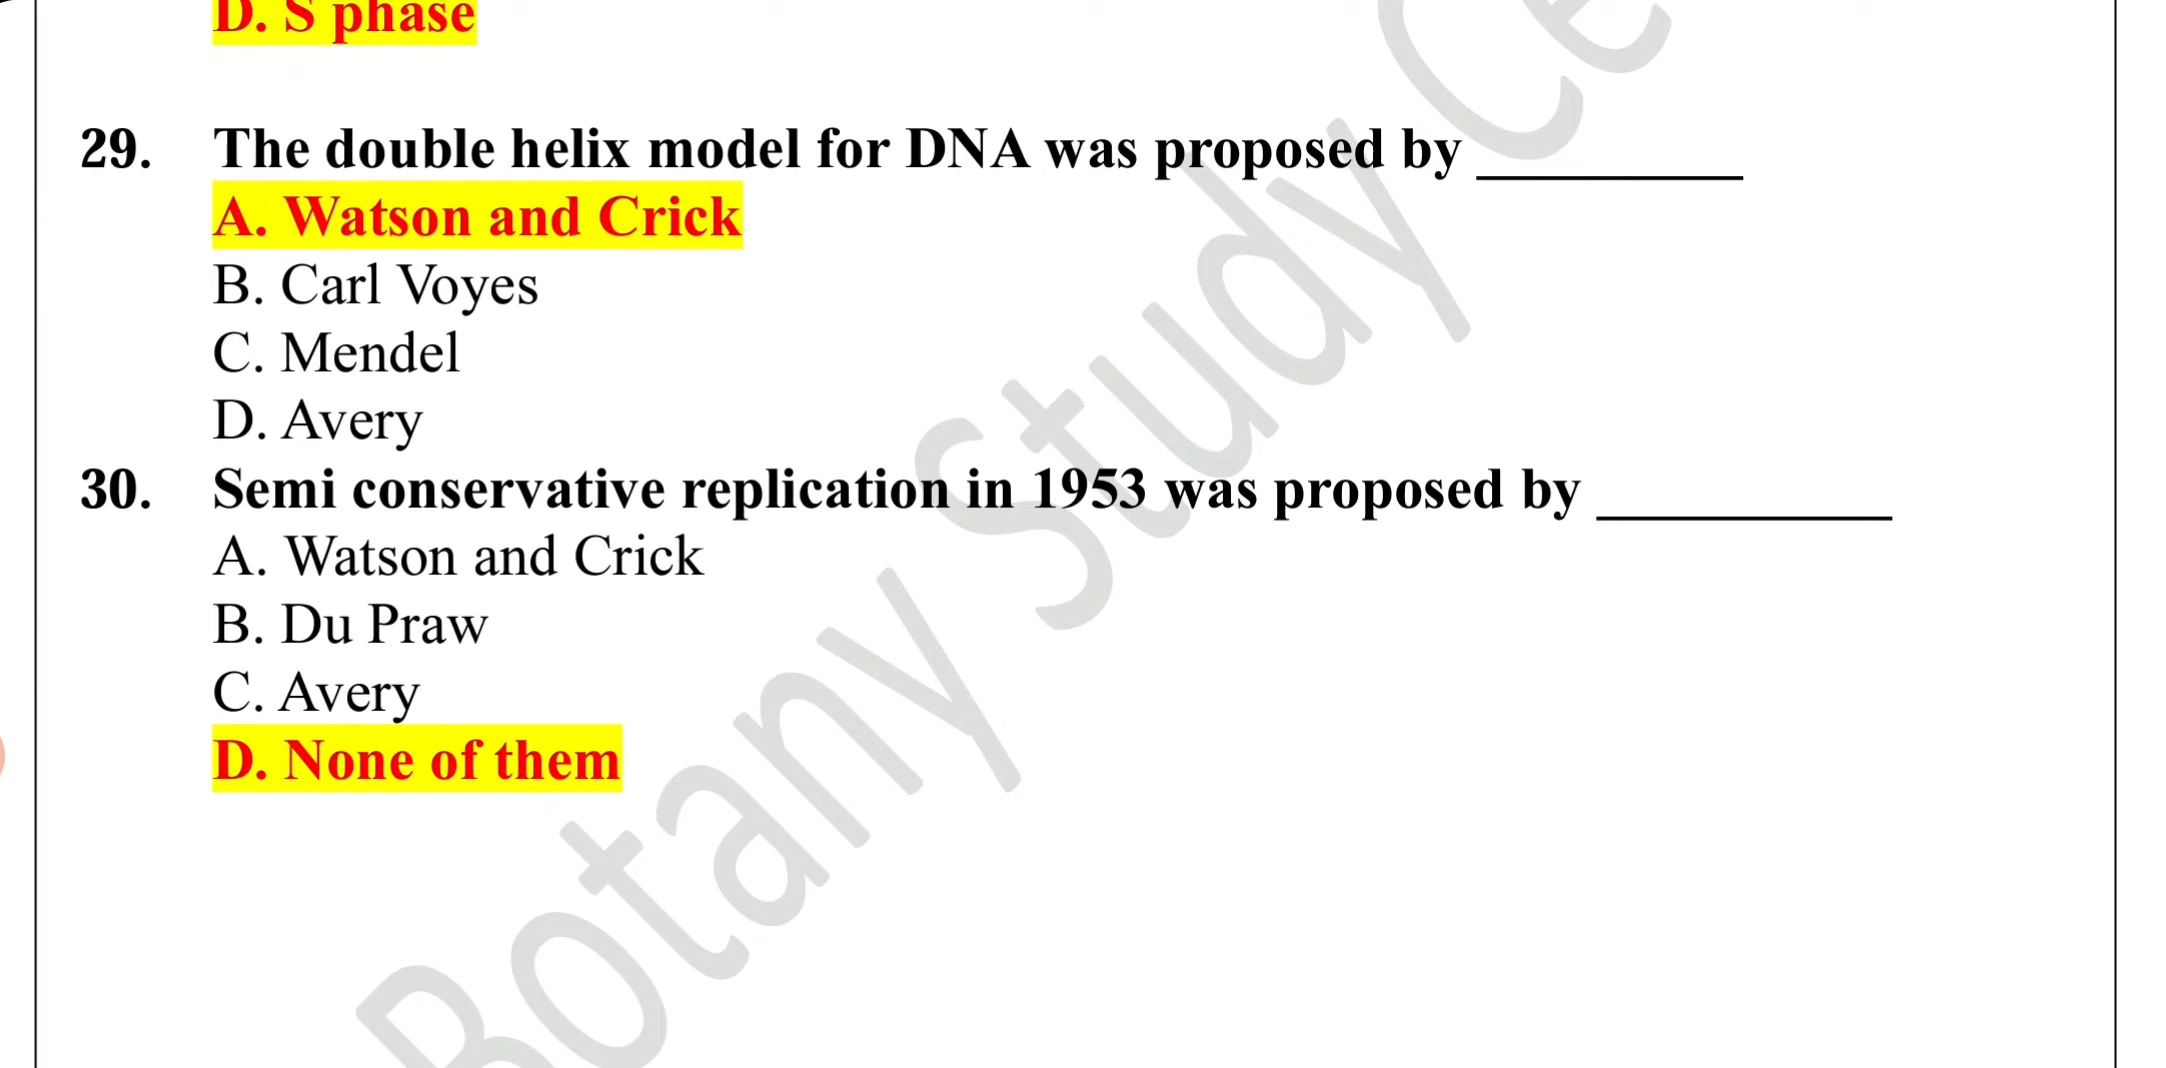 D. S phase
29. The double helix model for DNA was proposed by __________
A. Watson and Crick
B. Carl Voyes
C. Mendel
D. Avery
30. Semi conservative replication in 1953 was proposed by ___________
A. Watson and Crick
B. Du Praw
C. Avery
D. None of them
Botany Study Ce